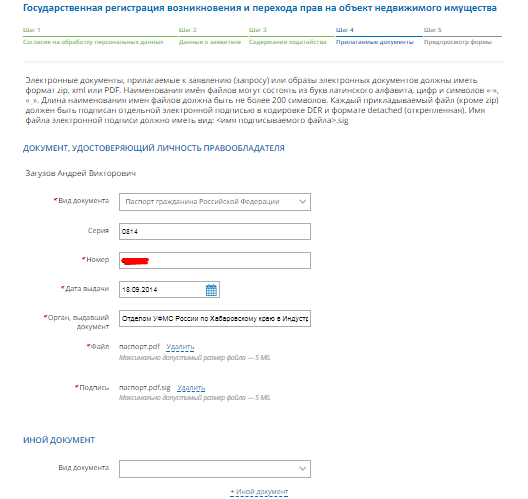 Государственная регистрация возникновения и перехода прав на объект недвижимого имущества
Шаг 1 Шаг 2 Шаг 3 Шаг 4 Шаг 5
Согласие на обработку персональных данных Данные о заявителе Содержание ходатайства Прилагаемые документы Предпросмотр формы
Электронные документы, прилагаемые к заявлению (запросу) или образы электронных документов должны иметь
формат zip, xml или PDF. Наименования имён файлов могут состоять из букв латинского алфавита, цифр и символов «-»,
«_». Длина наименования имен файлов должна быть не более 200 символов. Каждый прикладываемый файл (кроме zip)
должен быть подписан отдельной электронной подписью в кодировке DER и формате detached (открепленная). Имя
файла электронной подписи должно иметь вид: <имя подписываемого файла>.sig
ДОКУМЕНТ, УДОСТОВЕРЯЮЩИЙ ЛИЧНОСТЬ ПРАВООБЛАДАТЕЛЯ
Загузов Андрей Викторович
*Вид документа Паспорт гражданина Российской Федерации
Серия 0814
*Номер
*Дата выдачи 18.09.2014
*Орган, выдавший
документ
Отделом УФМС России по Хабаровскому краю в Индустр
*Файл паспорт.pdf Удалить
Максимально допустимый размер файла — 5 Мб.
*Подпись паспорт.pdf.sig Удалить
Максимально допустимый размер файла — 5 Мб.
ИНОЙ ДОКУМЕНТ
Вид документа
+ Иной документ